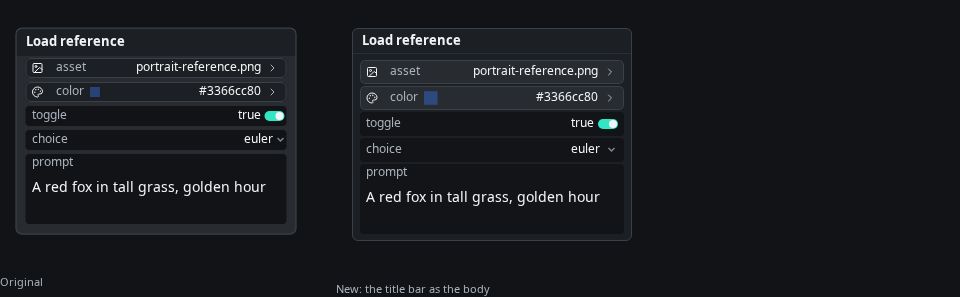 Load reference
asset portrait-reference.png
color #3366cc80
toggle true
choice euler
prompt
A red fox in tall grass, golden hour
Original
Load reference
asset portrait-reference.png
color #3366cc80
toggle true
choice euler
prompt
A red fox in tall grass, golden hour
New: the title bar as the body